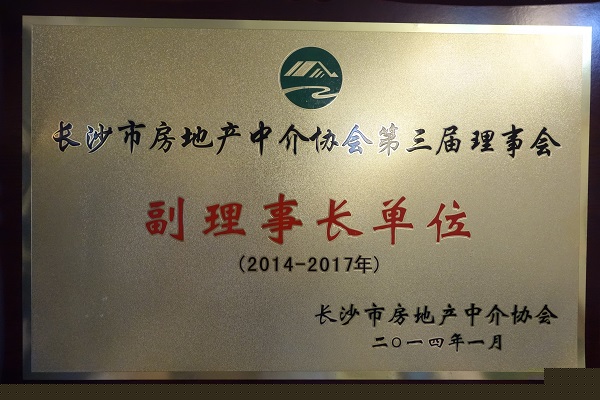 长沙市房地产中介协会第三届理事会
副理事长单位
(2014-2017年)
长沙市房地产中介协会
二〇一四年一月